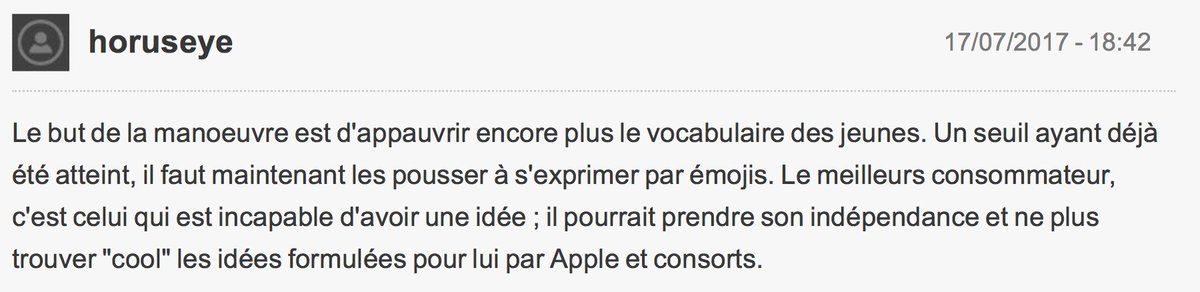 horuseye
17/07/2017 - 18:42
Le but de la manoeuvre est d'appauvrir encore plus le vocabulaire des jeunes. Un seuil ayant déjà
été atteint, il faut maintenant les pousser à s'exprimer par émojis. Le meilleurs consommateur,
c'est celui qui est incapable d'avoir une idée ; il pourrait prendre son indépendance et ne plus
trouver "cool" les idées formulées pour lui par Apple et consorts.